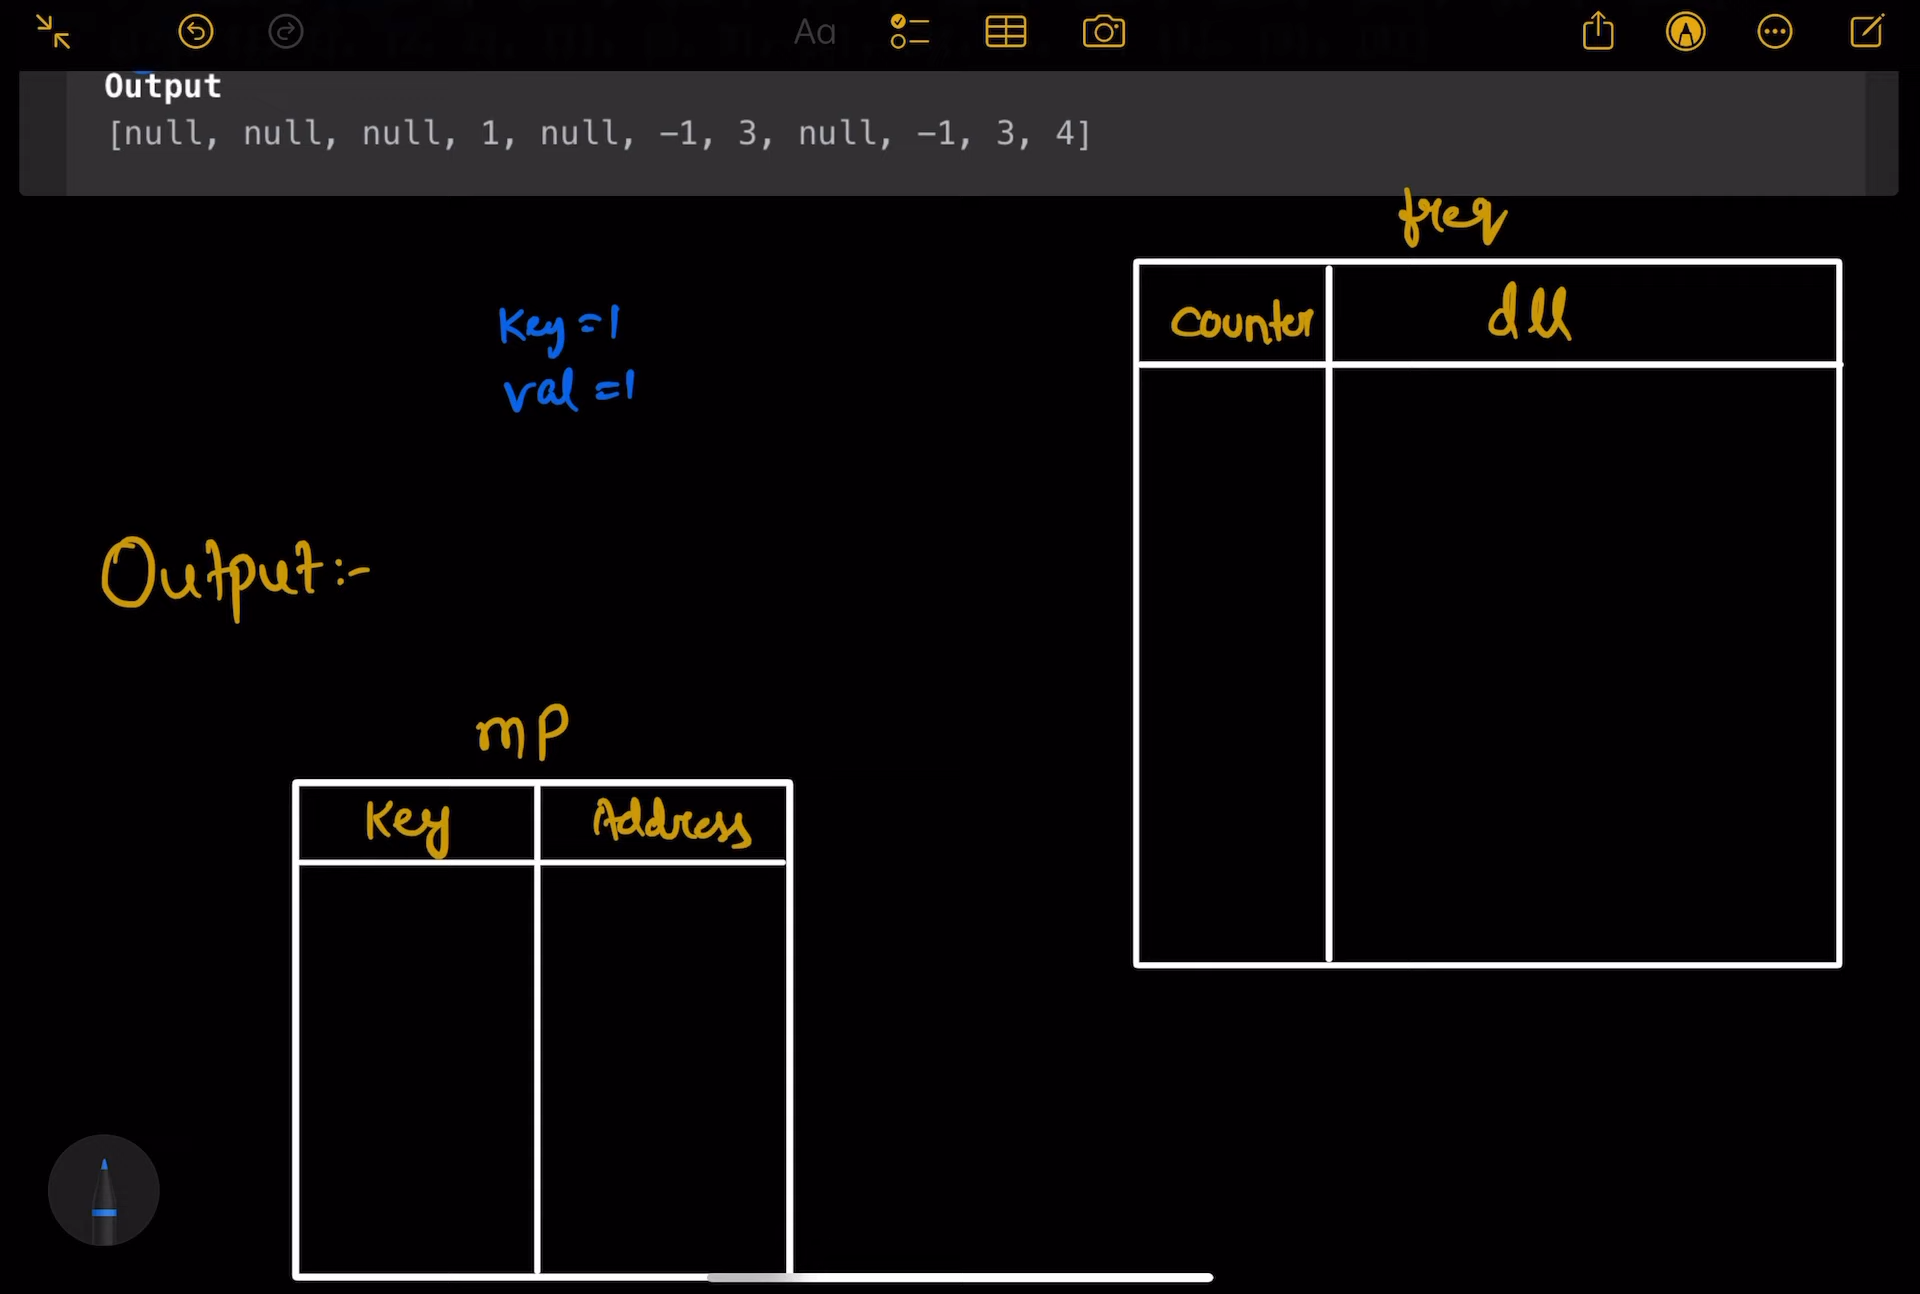 Aa
Output
[null, null, null, 1, null, −1, 3, null, −1, 3, 4]
freq
Key=1
val=1
counter dll
Output:-
mp
Key Address